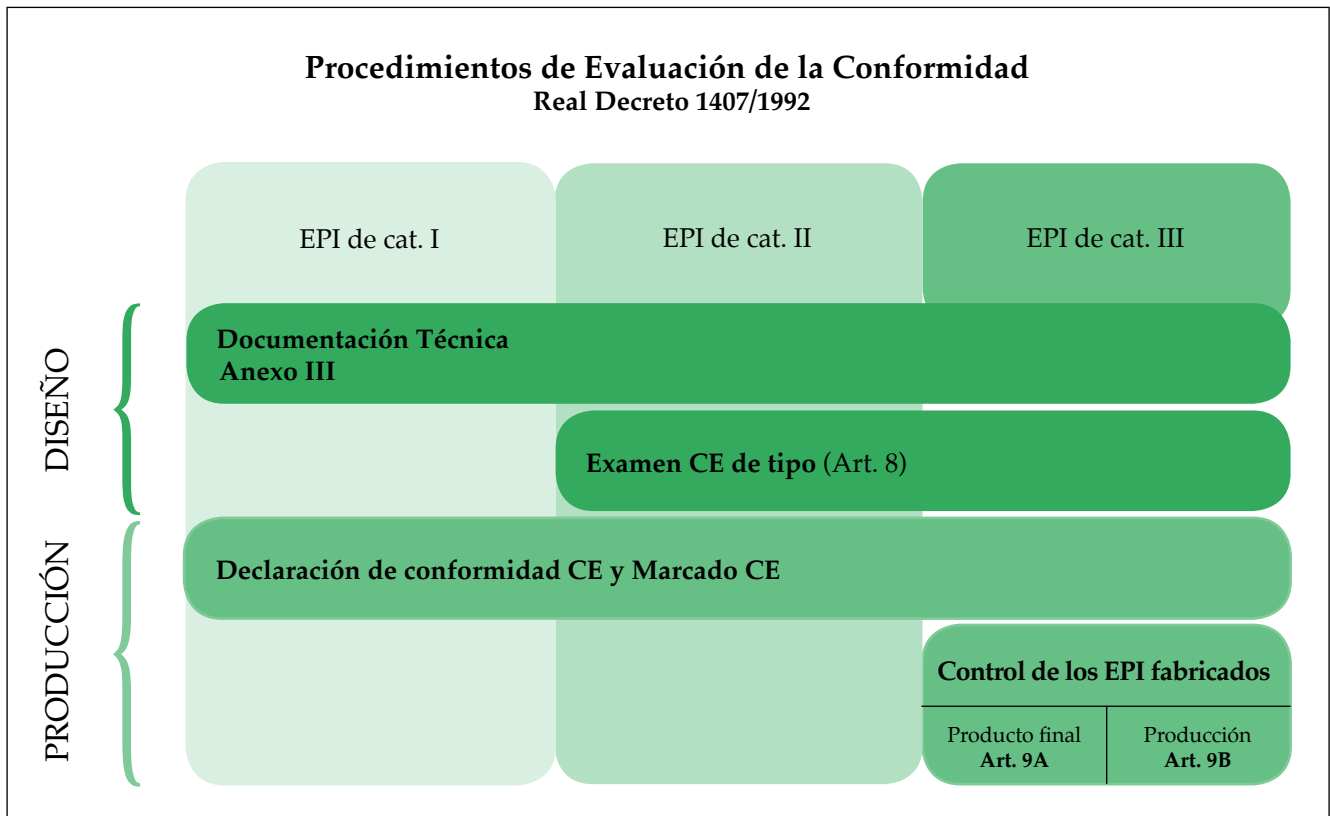 Procedimientos de Evaluación de la Conformidad
Real Decreto 1407/1992
EPI de cat. I
EPI de cat. II
EPI de cat. III
DISEÑO
Documentación Técnica
Anexo III
Examen CE de tipo (Art. 8)
PRODUCCIÓN
Declaración de conformidad CE y Marcado CE
Control de los EPI fabricados
Producto final
Art. 9A
Producción
Art. 9B